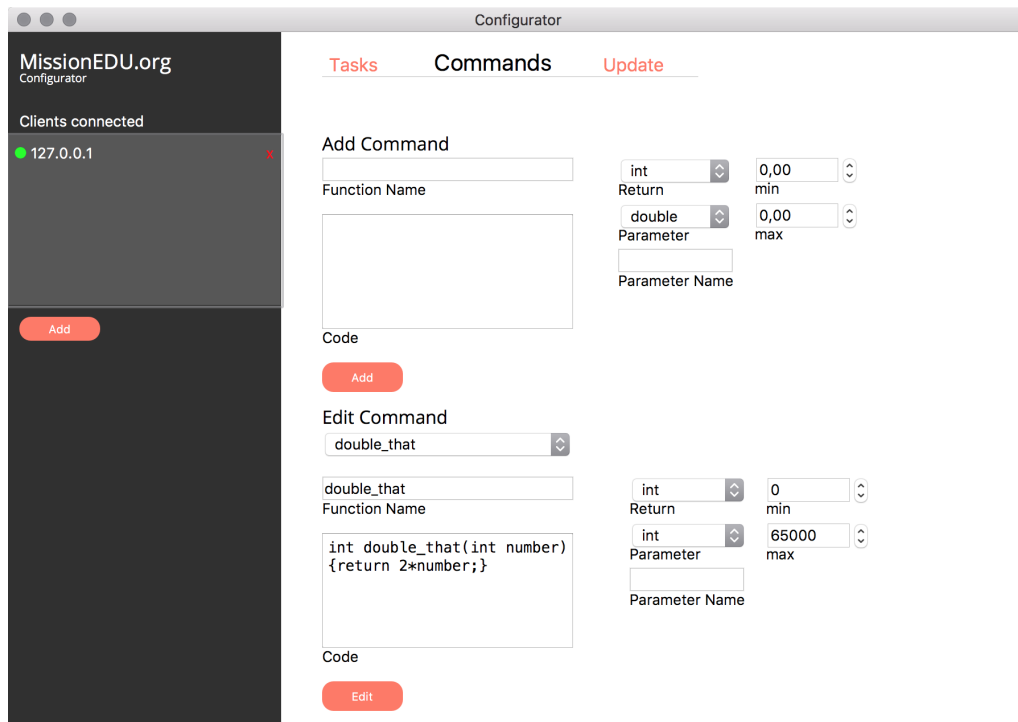 Configurator
MissionEDU.org
Configurator
Clients connected
127.0.0.1 x
Add
Tasks Commands Update
Add Command
Function Name
Code
int 0,00
Return min
double 0,00
Parameter max
Parameter Name
Add
Edit Command
double_that
double_that
Function Name
int double_that(int number)
{return 2*number;}
Code
int 0
Return min
int 65000
Parameter max
Parameter Name
Edit